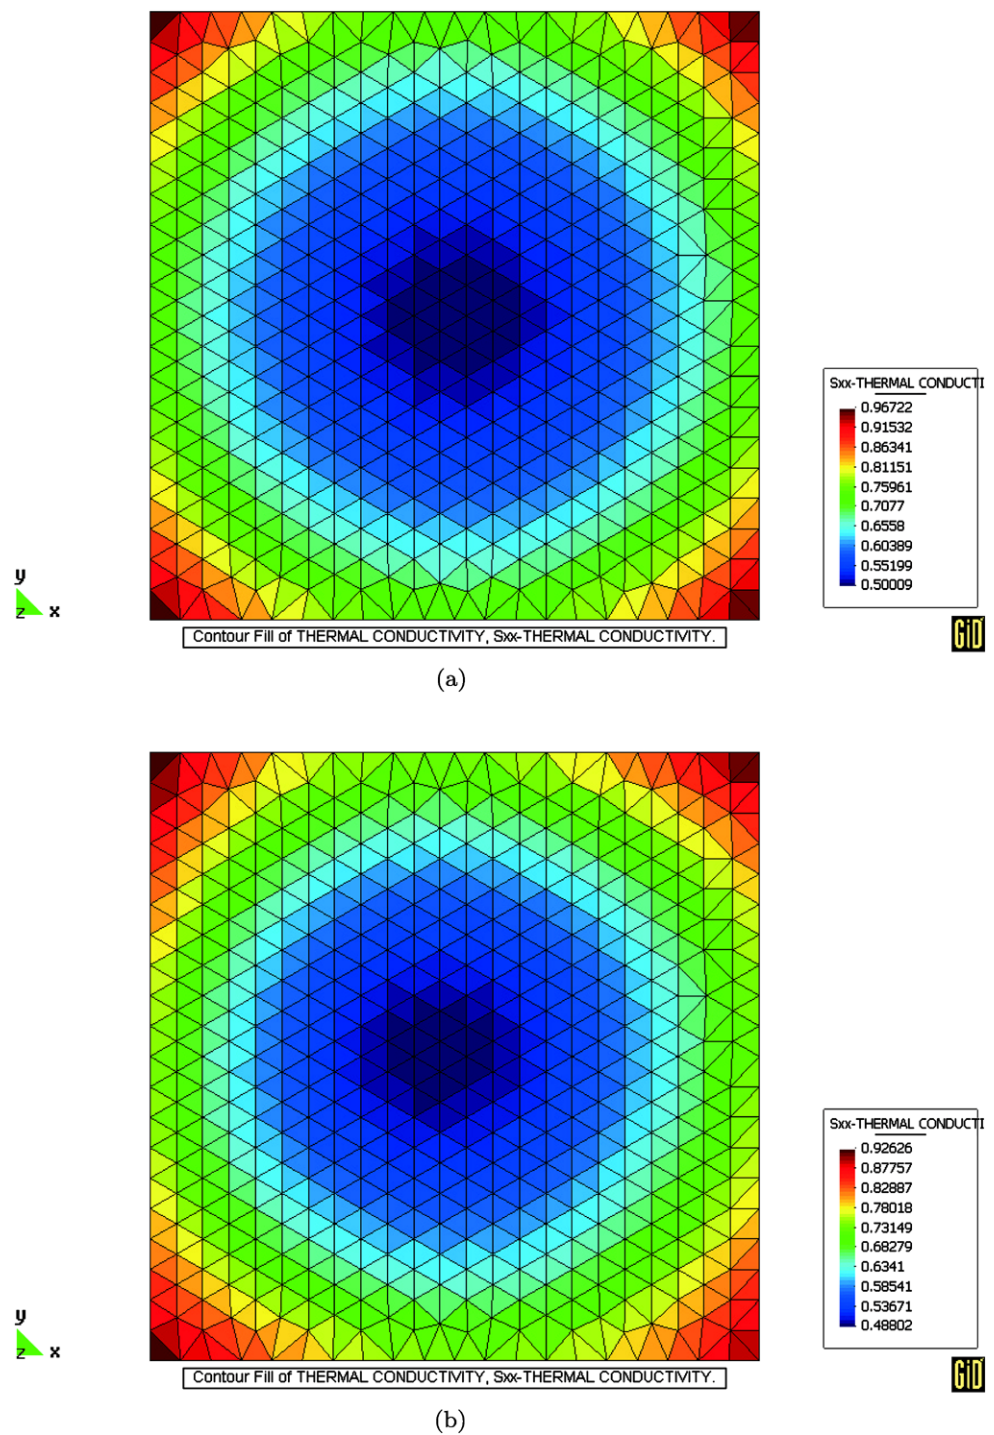 Sxx-THERMAL CONDUCTI
0.96722
0.91532
0.86341
0.81151
0.75961
0.7077
0.6558
0.60389
0.55199
0.50009
y
z x
GiD
Contour Fill of THERMAL CONDUCTIVITY, Sxx-THERMAL CONDUCTIVITY.
(a)
Sxx-THERMAL CONDUCTI
0.92626
0.87757
0.82887
0.78018
0.73149
0.68279
0.6341
0.58541
0.53671
0.48802
y
z x
GiD
Contour Fill of THERMAL CONDUCTIVITY, Sxx-THERMAL CONDUCTIVITY.
(b)